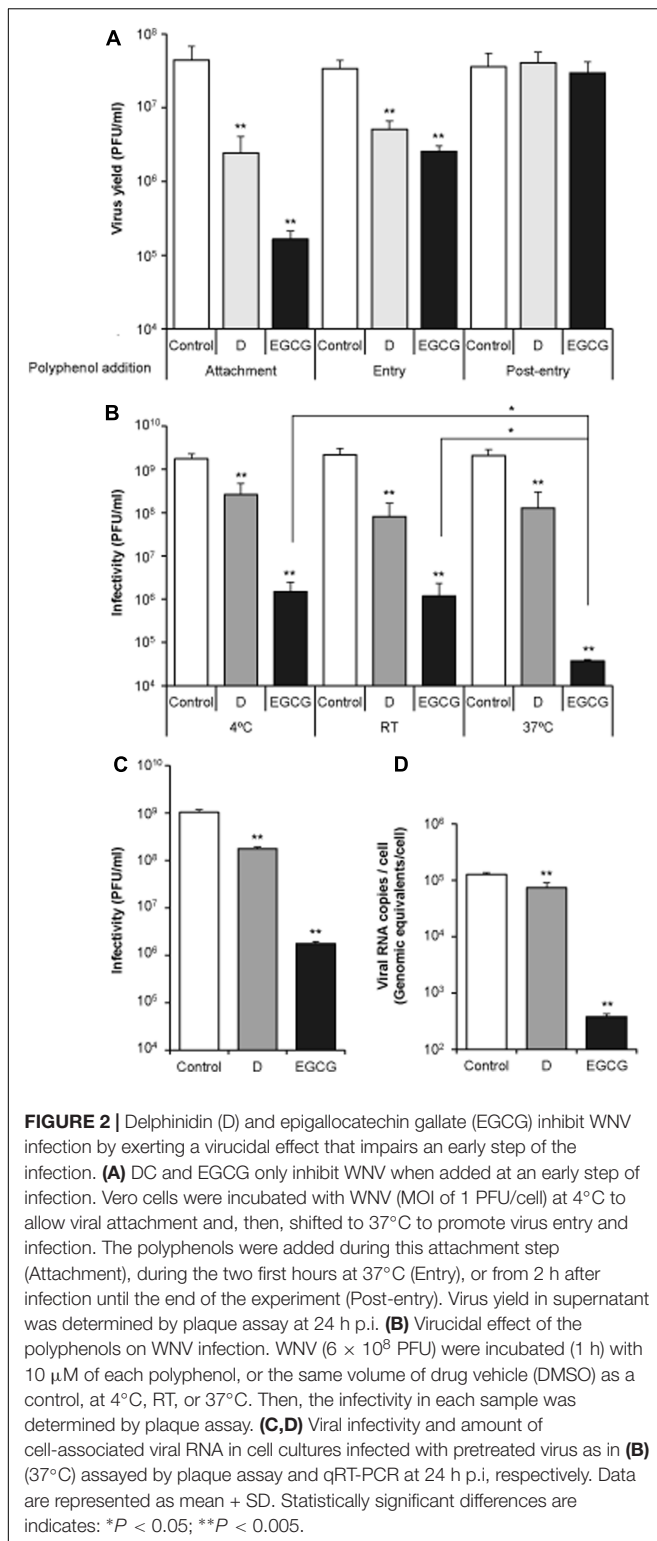 A
Virus yield (PFU/ml)
10⁸
10⁷
10⁶
10⁵
10⁴
** ** ** **
Control D EGCG Control D EGCG Control D EGCG
Polyphenol addition Attachment Entry Post-entry
B
Infectivity (PFU/ml)
10¹⁰
10⁹
10⁸
10⁷
10⁶
10⁵
10⁴
*
*
** ** ** ** ** **
Control D EGCG Control D EGCG Control D EGCG
4ºC RT 37ºC
C
Infectivity (PFU/ml)
10¹⁰
10⁹
10⁸
10⁷
10⁶
10⁵
10⁴
** **
Control D EGCG
D
Viral RNA copies / cell
(Genomic equivalents/cell)
10⁶
10⁵
10⁴
10³
10²
** **
Control D EGCG
FIGURE 2 | Delphinidin (D) and epigallocatechin gallate (EGCG) inhibit WNV
infection by exerting a virucidal effect that impairs an early step of the
infection. (A) DC and EGCG only inhibit WNV when added at an early step of
infection. Vero cells were incubated with WNV (MOI of 1 PFU/cell) at 4°C to
allow viral attachment and, then, shifted to 37°C to promote virus entry and
infection. The polyphenols were added during this attachment step
(Attachment), during the two first hours at 37°C (Entry), or from 2 h after
infection until the end of the experiment (Post-entry). Virus yield in supernatant
was determined by plaque assay at 24 h p.i. (B) Virucidal effect of the
polyphenols on WNV infection. WNV (6 × 10⁸ PFU) were incubated (1 h) with
10 μM of each polyphenol, or the same volume of drug vehicle (DMSO) as a
control, at 4°C, RT, or 37°C. Then, the infectivity in each sample was
determined by plaque assay. (C,D) Viral infectivity and amount of
cell-associated viral RNA in cell cultures infected with pretreated virus as in (B)
(37°C) assayed by plaque assay and qRT-PCR at 24 h p.i, respectively. Data
are represented as mean + SD. Statistically significant differences are
indicates: *P < 0.05; **P < 0.005.